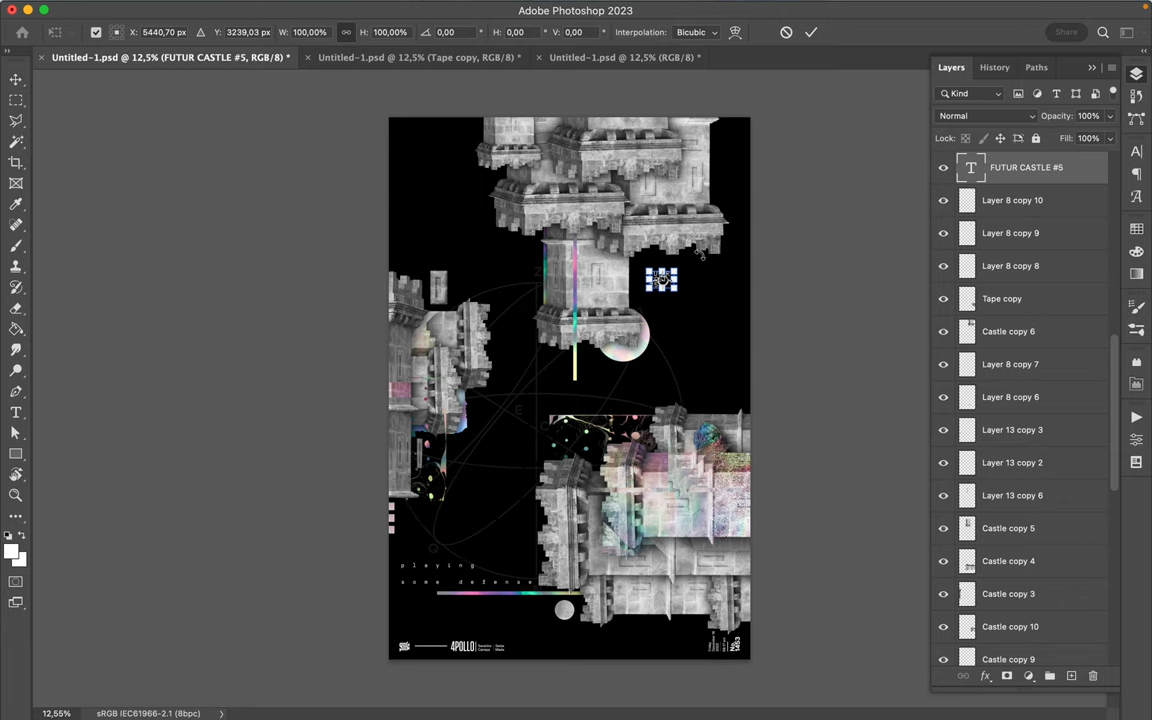 Adobe Photoshop 2023
X: 5440,70 px Y: 3239,03 px W: 100,00% H: 100,00% 0,00 H: 0,00 V: 0,00 Interpolation: Bicubic
Share
Untitled-1.psd @ 12,5% (FUTUR CASTLE #5, RGB/8) *
Untitled-1.psd @ 12,5% (Tape copy, RGB/8) *
Untitled-1.psd @ 12,5% (RGB/8) *
Layers History Paths
Kind
Normal Opacity: 100%
Lock: Fill: 100%
FUTUR CASTLE #5
Layer 8 copy 10
Layer 8 copy 9
Layer 8 copy 8
Tape copy
Castle copy 6
Layer 8 copy 7
Layer 8 copy 6
Layer 13 copy 3
Layer 13 copy 2
Layer 13 copy 6
Castle copy 5
Castle copy 4
Castle copy 3
Castle copy 10
Castle copy 9
E
playing
some defense
4POLLO
No. 1453
12,55% sRGB IEC61966-2.1 (8bpc)